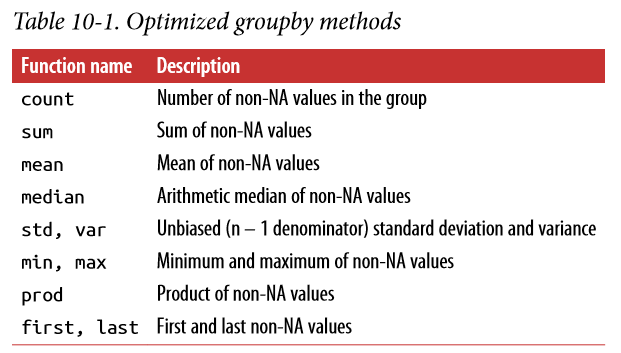 Table 10-1. Optimized groupby methods
Function name Description
count Number of non-NA values in the group
sum Sum of non-NA values
mean Mean of non-NA values
median Arithmetic median of non-NA values
std, var Unbiased (n – 1 denominator) standard deviation and variance
min, max Minimum and maximum of non-NA values
prod Product of non-NA values
first, last First and last non-NA values